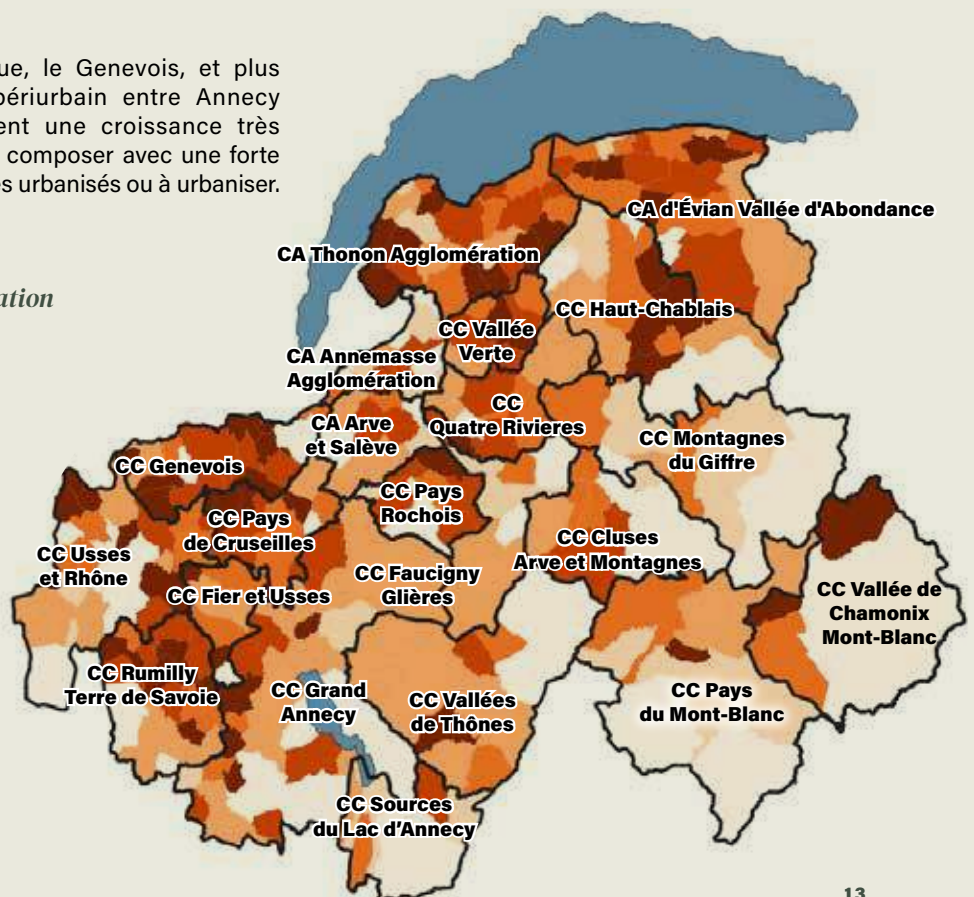 ue, le Genevois, et plus
périurbain entre Annecy
ent une croissance très
composer avec une forte
es urbanisés ou à urbaniser.
ation
CA d'Évian Vallée d'Abondance
CA Thonon Agglomération
CC Haut-Chablais
CC Vallée
Verte
CA Annemasse
Agglomération
CC
Quatre Rivieres
CA Arve
et Salève
CC Montagnes
du Giffre
CC Genevois
CC Pays
Rochois
CC Pays
de Cruseilles
CC Cluses
Arve et Montagnes
CC Usses
et Rhône
CC Faucigny
Glières
CC Fier et Usses
CC Vallée de
Chamonix
Mont-Blanc
CC Rumilly
Terre de Savoie
CC Grand
Annecy
CC Vallées
de Thônes
CC Pays
du Mont-Blanc
CC Sources
du Lac d'Annecy
13